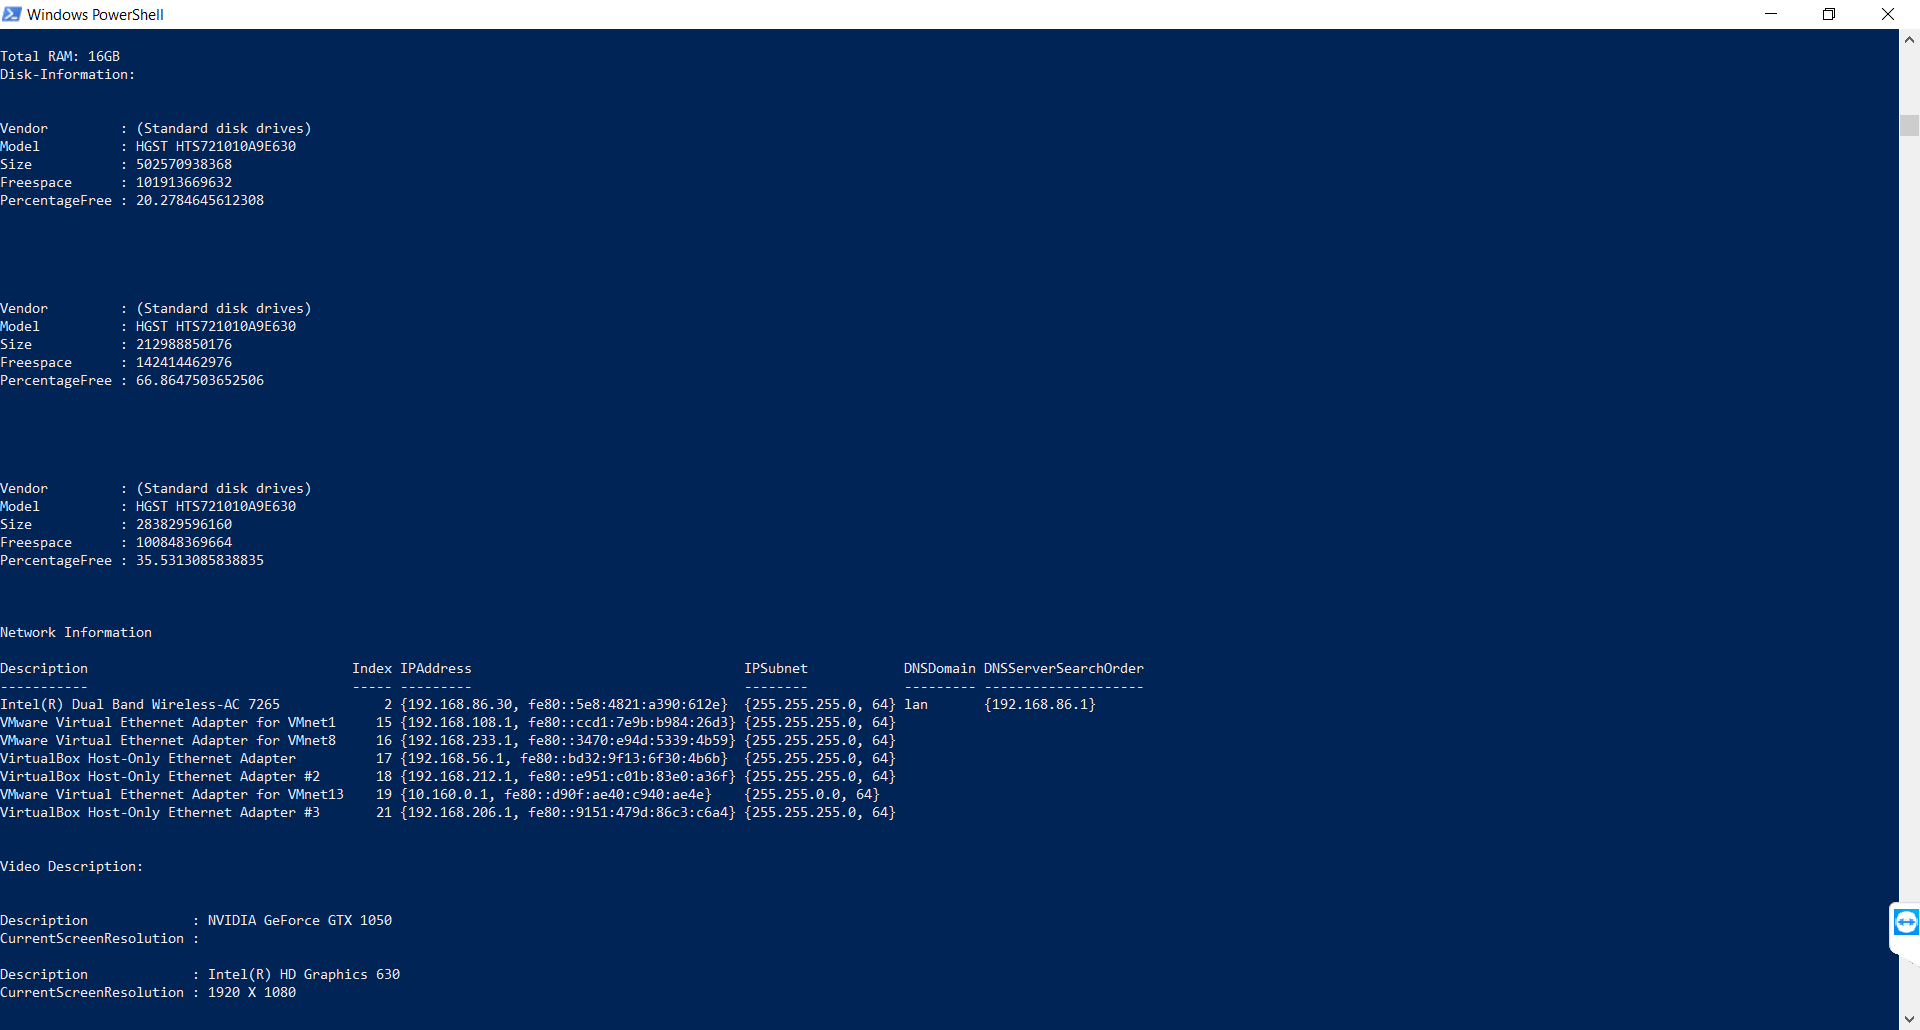 Windows PowerShell
Total RAM: 16GB
Disk-Information:
Vendor         : (Standard disk drives)
Model          : HGST HTS721010A9E630
Size           : 502570938368
Freespace      : 101913669632
PercentageFree : 20.2784645612308
Vendor         : (Standard disk drives)
Model          : HGST HTS721010A9E630
Size           : 212988850176
Freespace      : 142414462976
PercentageFree : 66.8647503652506
Vendor         : (Standard disk drives)
Model          : HGST HTS721010A9E630
Size           : 283829596160
Freespace      : 100848369664
PercentageFree : 35.5313085838835
Network Information
Description                                 Index IPAddress                                  IPSubnet            DNSDomain DNSServerSearchOrder
-----------                                 ----- ---------                                  --------            --------- --------------------
Intel(R) Dual Band Wireless-AC 7265             2 {192.168.86.30, fe80::5e8:4821:a390:612e}  {255.255.255.0, 64} lan       {192.168.86.1}
VMware Virtual Ethernet Adapter for VMnet1     15 {192.168.108.1, fe80::ccd1:7e9b:b984:26d3} {255.255.255.0, 64}
VMware Virtual Ethernet Adapter for VMnet8     16 {192.168.233.1, fe80::3470:e94d:5339:4b59} {255.255.255.0, 64}
VirtualBox Host-Only Ethernet Adapter          17 {192.168.56.1, fe80::bd32:9f13:6f30:4b6b}  {255.255.255.0, 64}
VirtualBox Host-Only Ethernet Adapter #2       18 {192.168.212.1, fe80::e951:c01b:83e0:a36f} {255.255.255.0, 64}
VMware Virtual Ethernet Adapter for VMnet13    19 {10.160.0.1, fe80::d90f:ae40:c940:ae4e}    {255.255.0.0, 64}
VirtualBox Host-Only Ethernet Adapter #3       21 {192.168.206.1, fe80::9151:479d:86c3:c6a4} {255.255.255.0, 64}
Video Description:
Description             : NVIDIA GeForce GTX 1050
CurrentScreenResolution :
Description             : Intel(R) HD Graphics 630
CurrentScreenResolution : 1920 X 1080